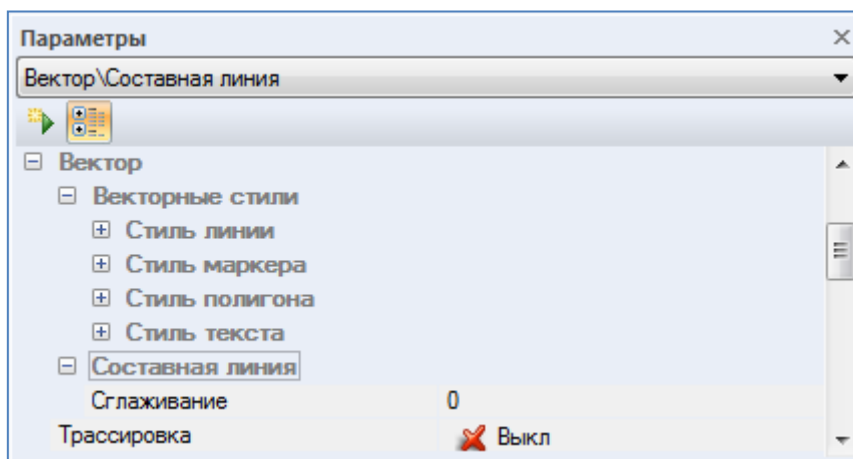 Параметры
Вектор\Составная линия
Вектор
Векторные стили
Стиль линии
Стиль маркера
Стиль полигона
Стиль текста
Составная линия
Сглаживание 0
Трассировка Выкл